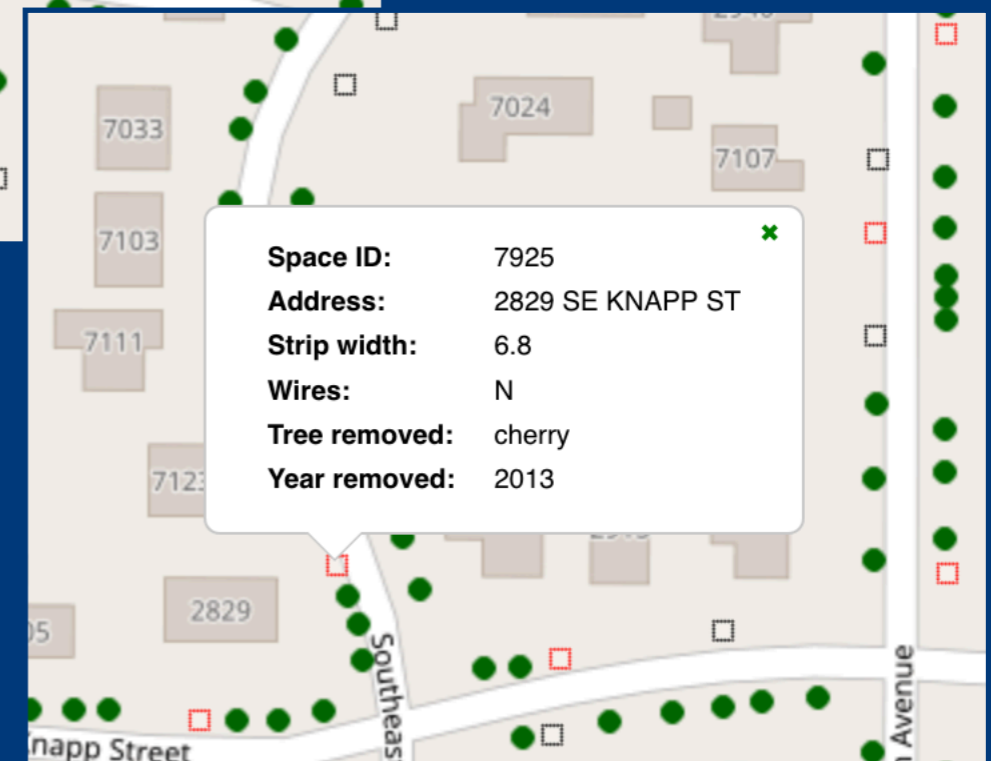 7024
7033
7107
Space ID: 7925
Address: 2829 SE KNAPP ST
Strip width: 6.8
Wires: N
Tree removed: cherry
Year removed: 2013
7103
7111
2829
Knapp Street
Avenue